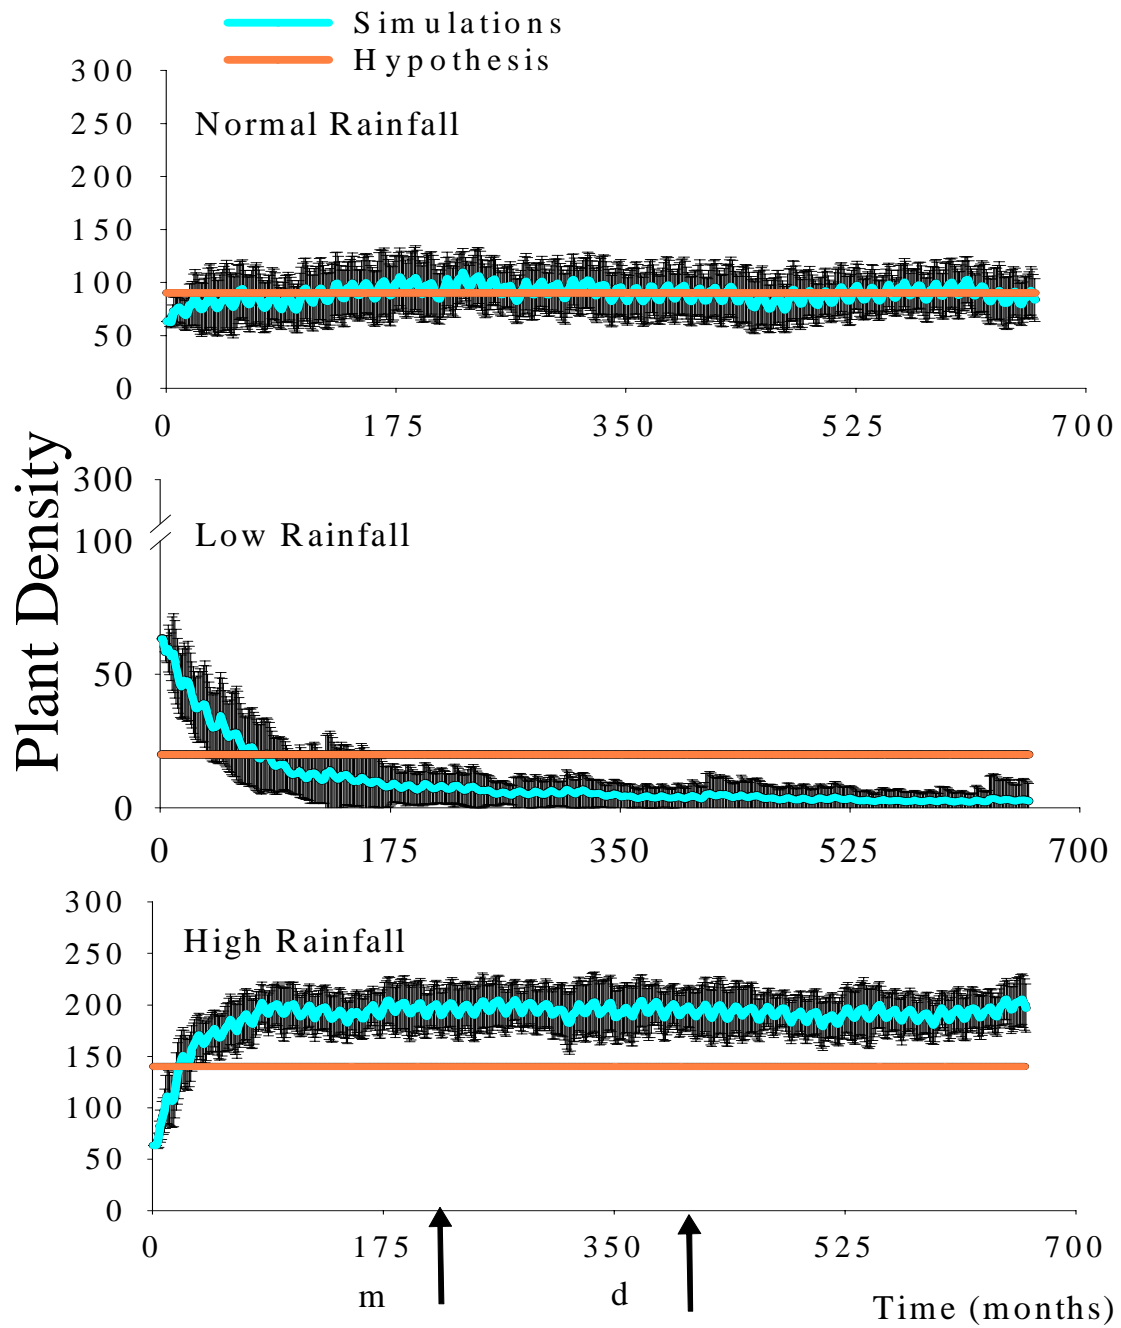 Simulations
Hypothesis
300
250
200
150
100
50
0
Normal Rainfall
0 175 350 525 700
Plant Density
300
100
50
0
Low Rainfall
0 175 350 525 700
300
250
200
150
100
50
0
High Rainfall
0 175 350 525 700
m d
Time (months)